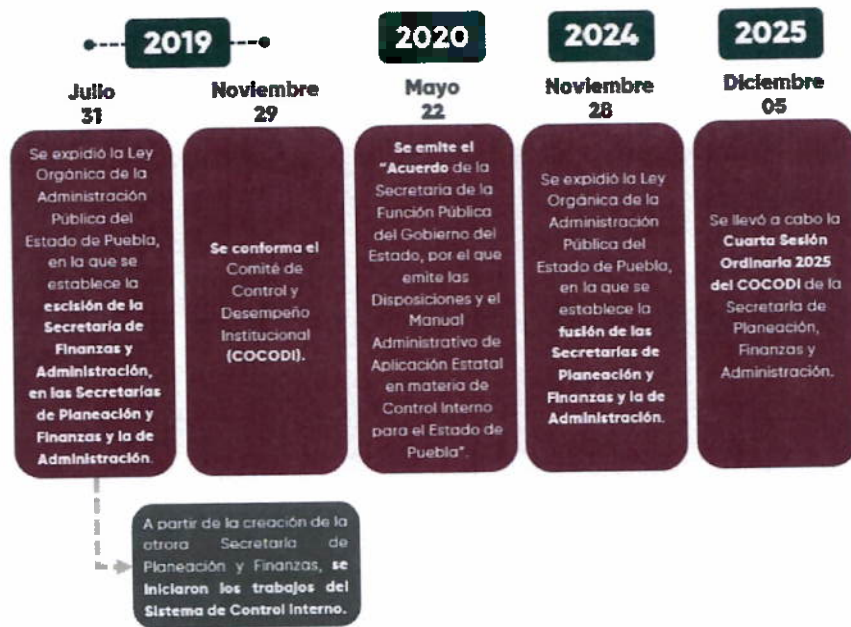 2019
Julio
31
Se expidió la Ley
Orgánica de la
Administración
Pública del
Estado de Puebla,
en la que se
establece la
escisión de la
Secretaría de
Finanzas y
Administración,
en las Secretarías
de Planeación y
Finanzas y la de
Administración.
A partir de la creación de la
otrora Secretaría de
Planeación y Finanzas, se
iniciaron los trabajos del
Sistema de Control Interno.
Noviembre
29
Se conforma el
Comité de
Control y
Desempeño
Institucional
(COCODI).
2020
Mayo
22
Se emite el
"Acuerdo de la
Secretaría de la
Función Pública
del Gobierno del
Estado, por el que
emite las
Disposiciones y el
Manual
Administrativo de
Aplicación Estatal
en materia de
Control Interno
para el Estado de
Puebla".
2024
Noviembre
28
Se expidió la Ley
Orgánica de la
Administración
Pública del
Estado de Puebla,
en la que se
establece la
fusión de las
Secretarías de
Planeación y
Finanzas y la de
Administración.
2025
Diciembre
05
Se llevó a cabo la
Cuarta Sesión
Ordinaria 2025
del COCODI de la
Secretaría de
Planeación,
Finanzas y
Administración.